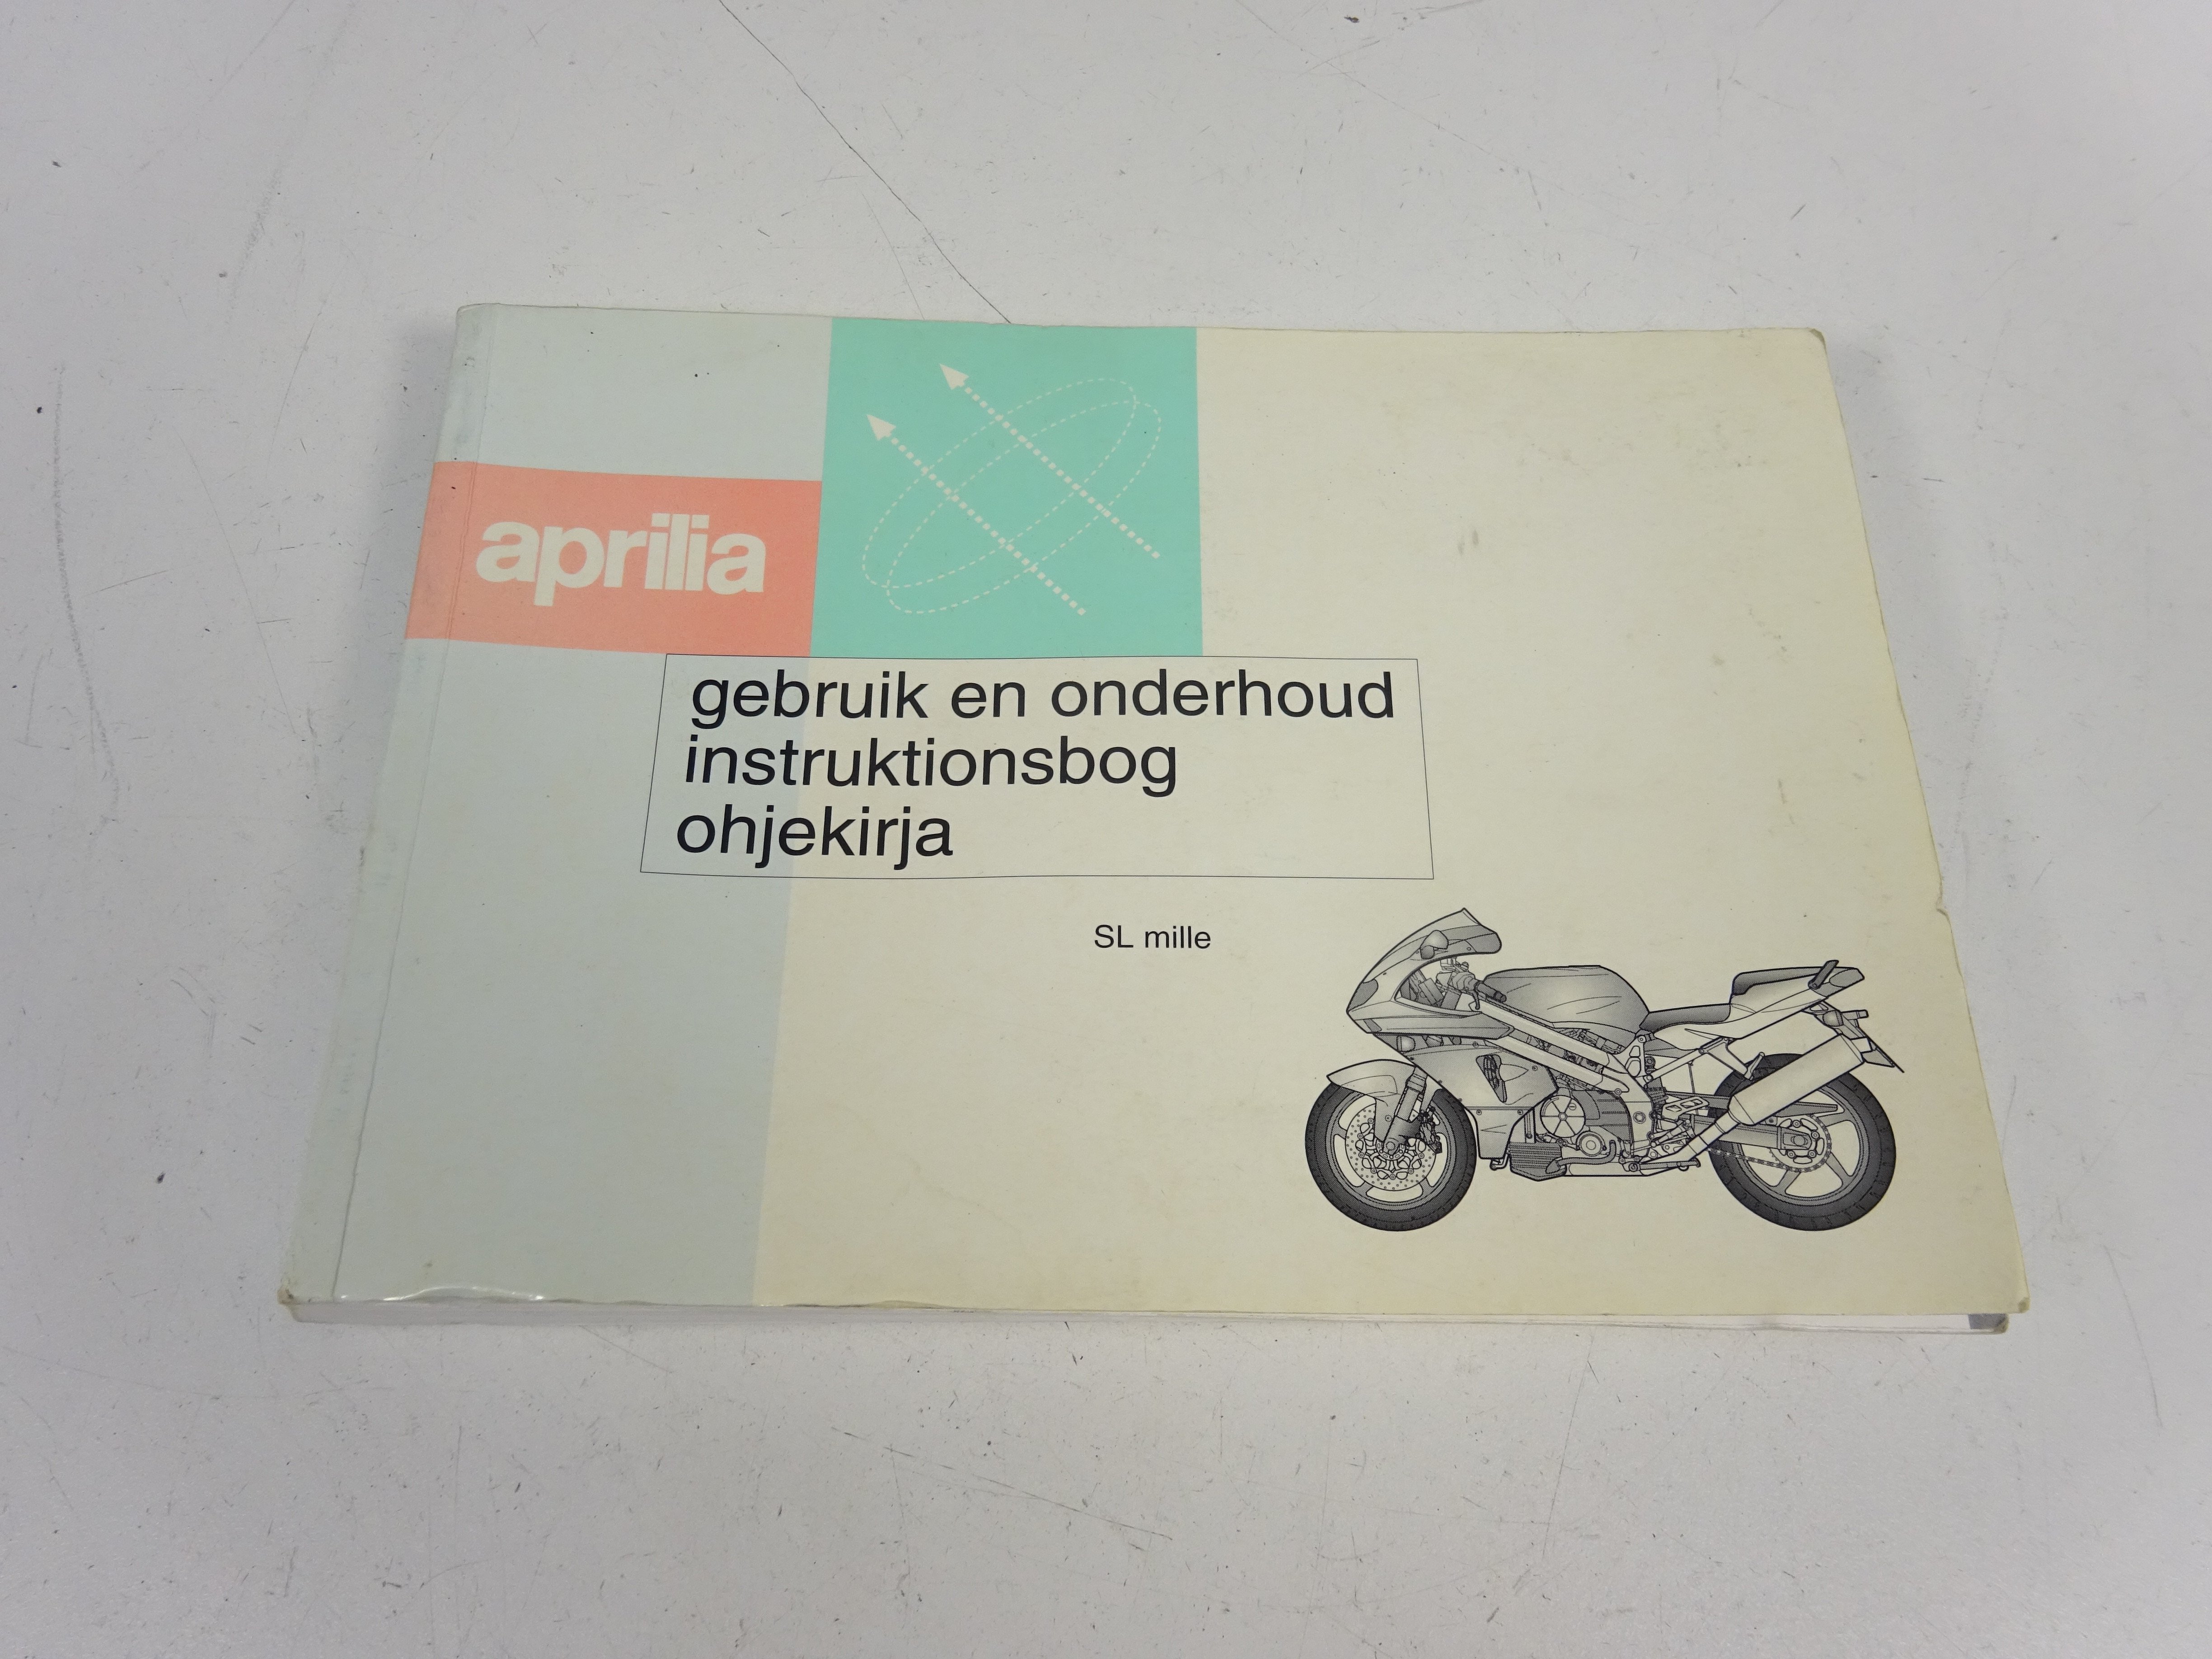 aprilia
gebruik en onderhoud
instruktionsbog
ohjekirja
SL mille